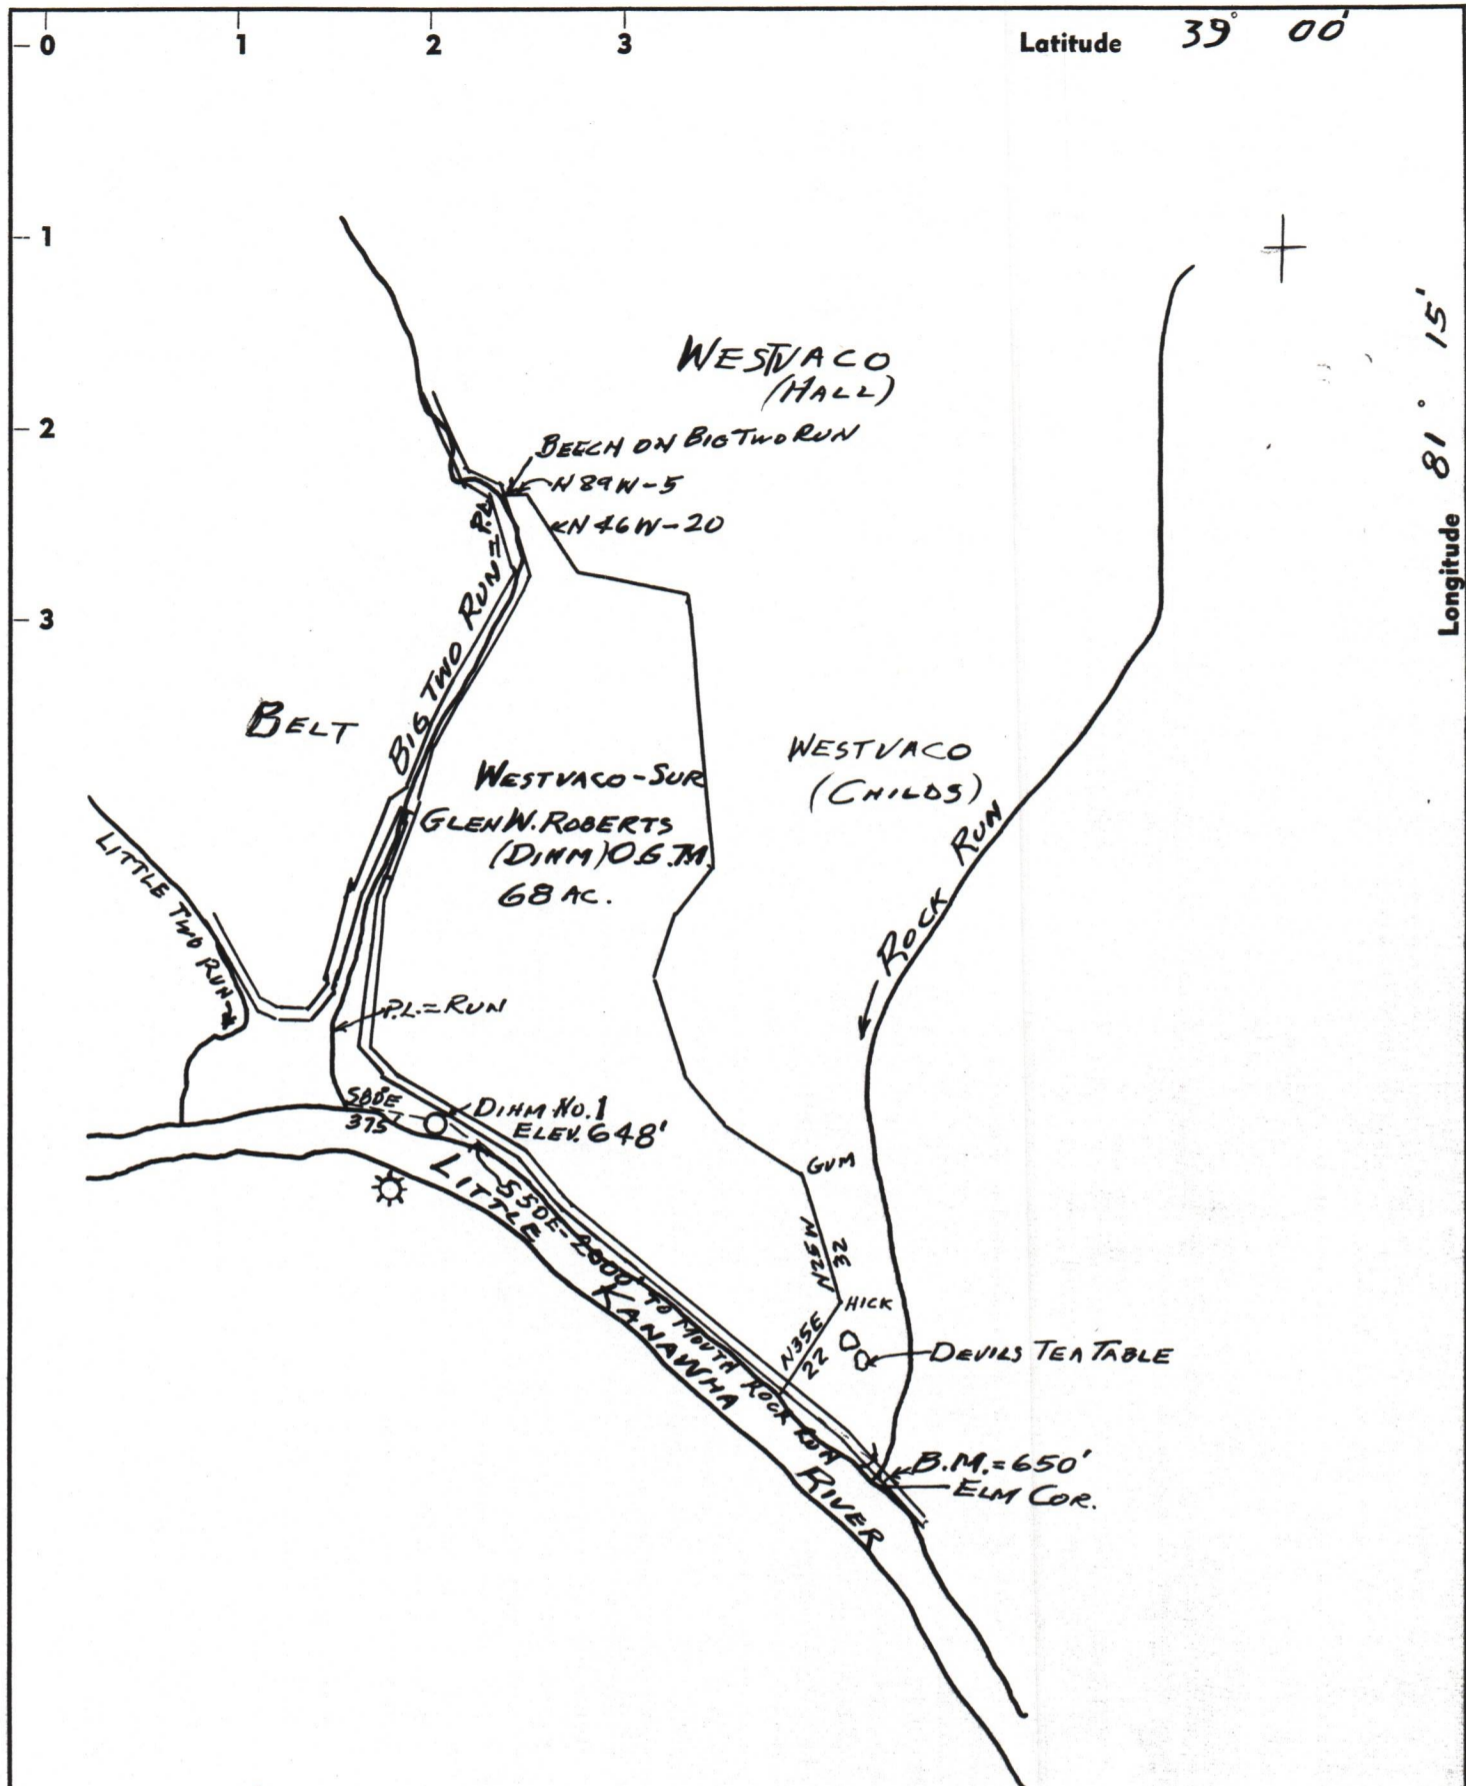 0 1 2 3 Latitude 39° 00'
1
2
3
Longitude 81° 15'
WESTVACO
(HALL)
BEECH ON BIG TWO RUN
N89W-5
N46W-20
BIG TWO RUN = P.L.
BELT
WESTVACO-SUR
GLEN W. ROBERTS
(DIHM) O.G.M.
68 AC.
WESTVACO
(CHILDS)
ROCK RUN
LITTLE TWO RUN
P.L. = RUN
S80E
375
DIHM NO. 1
ELEV. 648'
S50E-2000' TO MOUTH ROCK RUN
LITTLE KANAWHA RIVER
GUM
N25W
32
HICK
N35E
22
DEVILS TEA TABLE
B.M. = 650'
ELM COR.